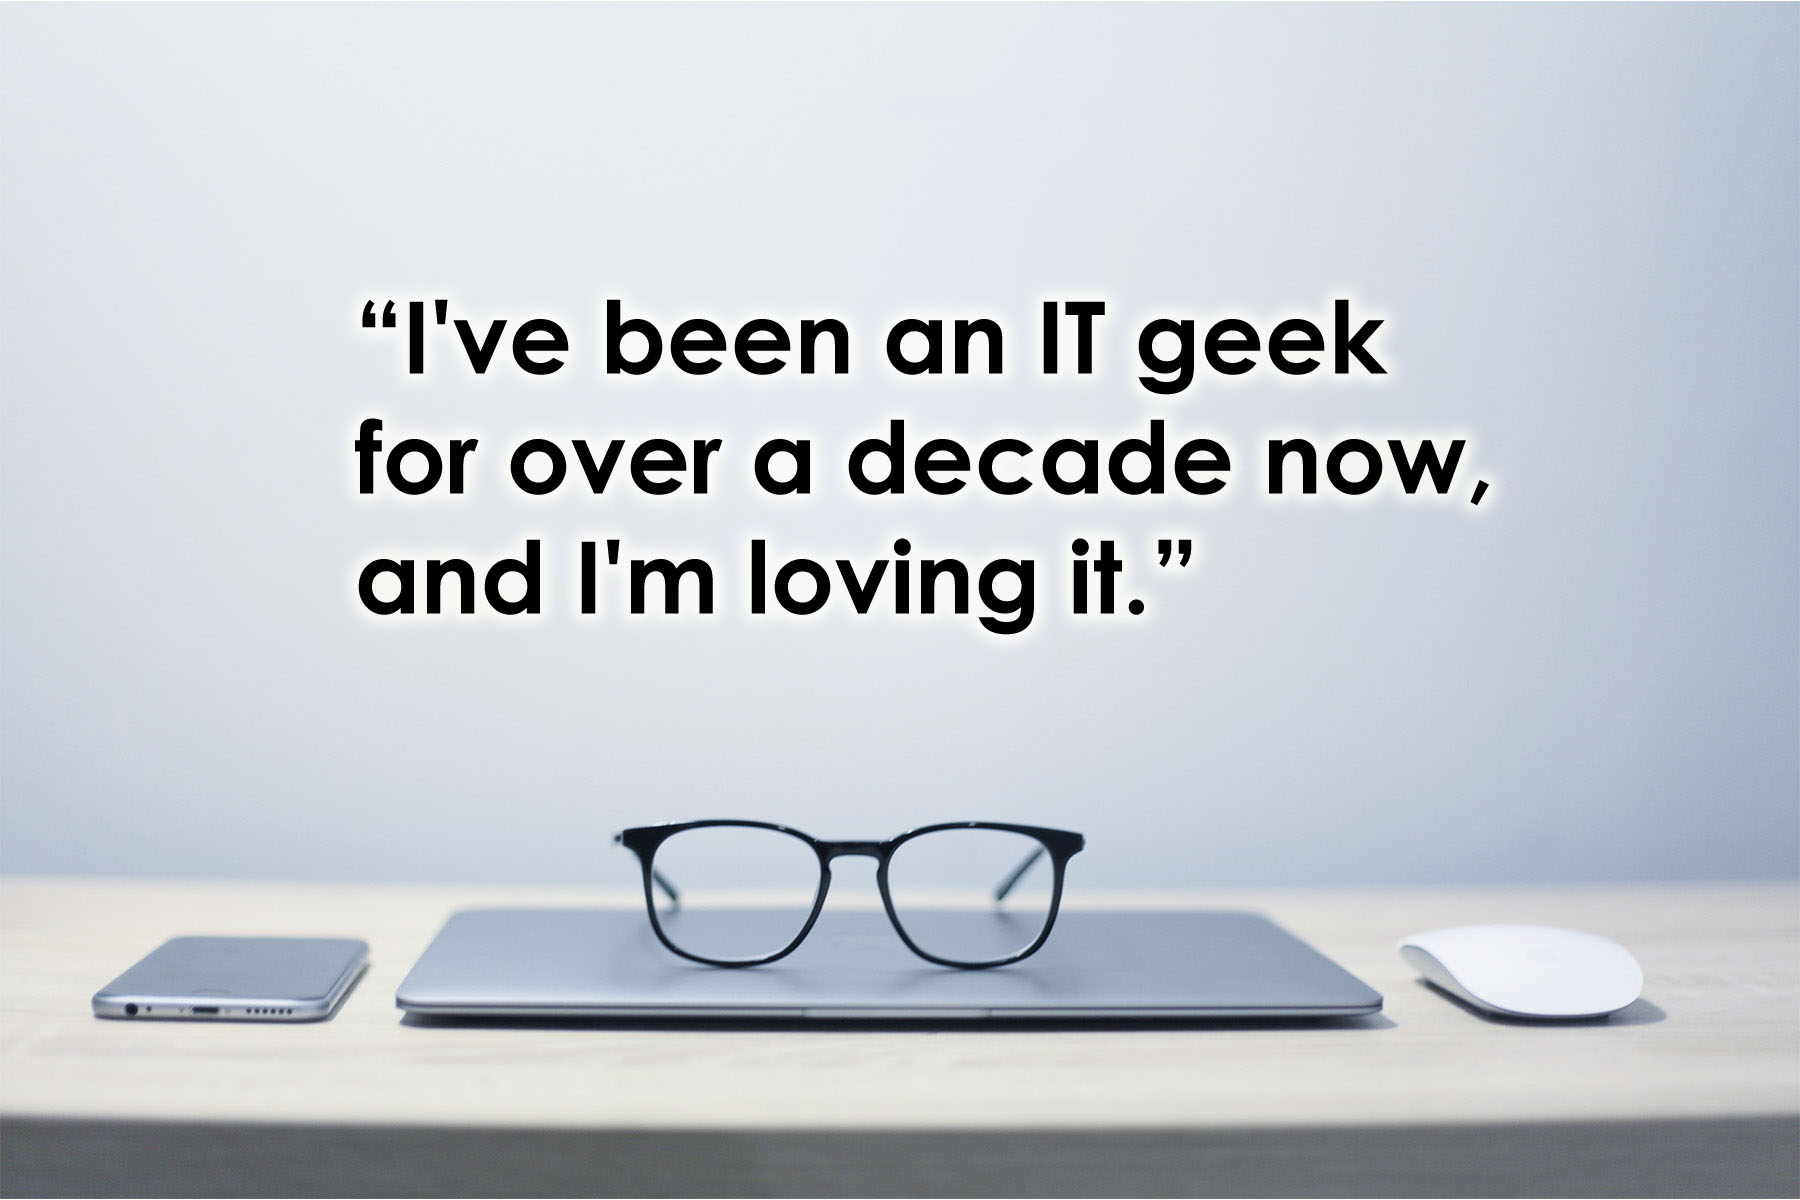 “I've been an IT geek
for over a decade now,
and I'm loving it.”